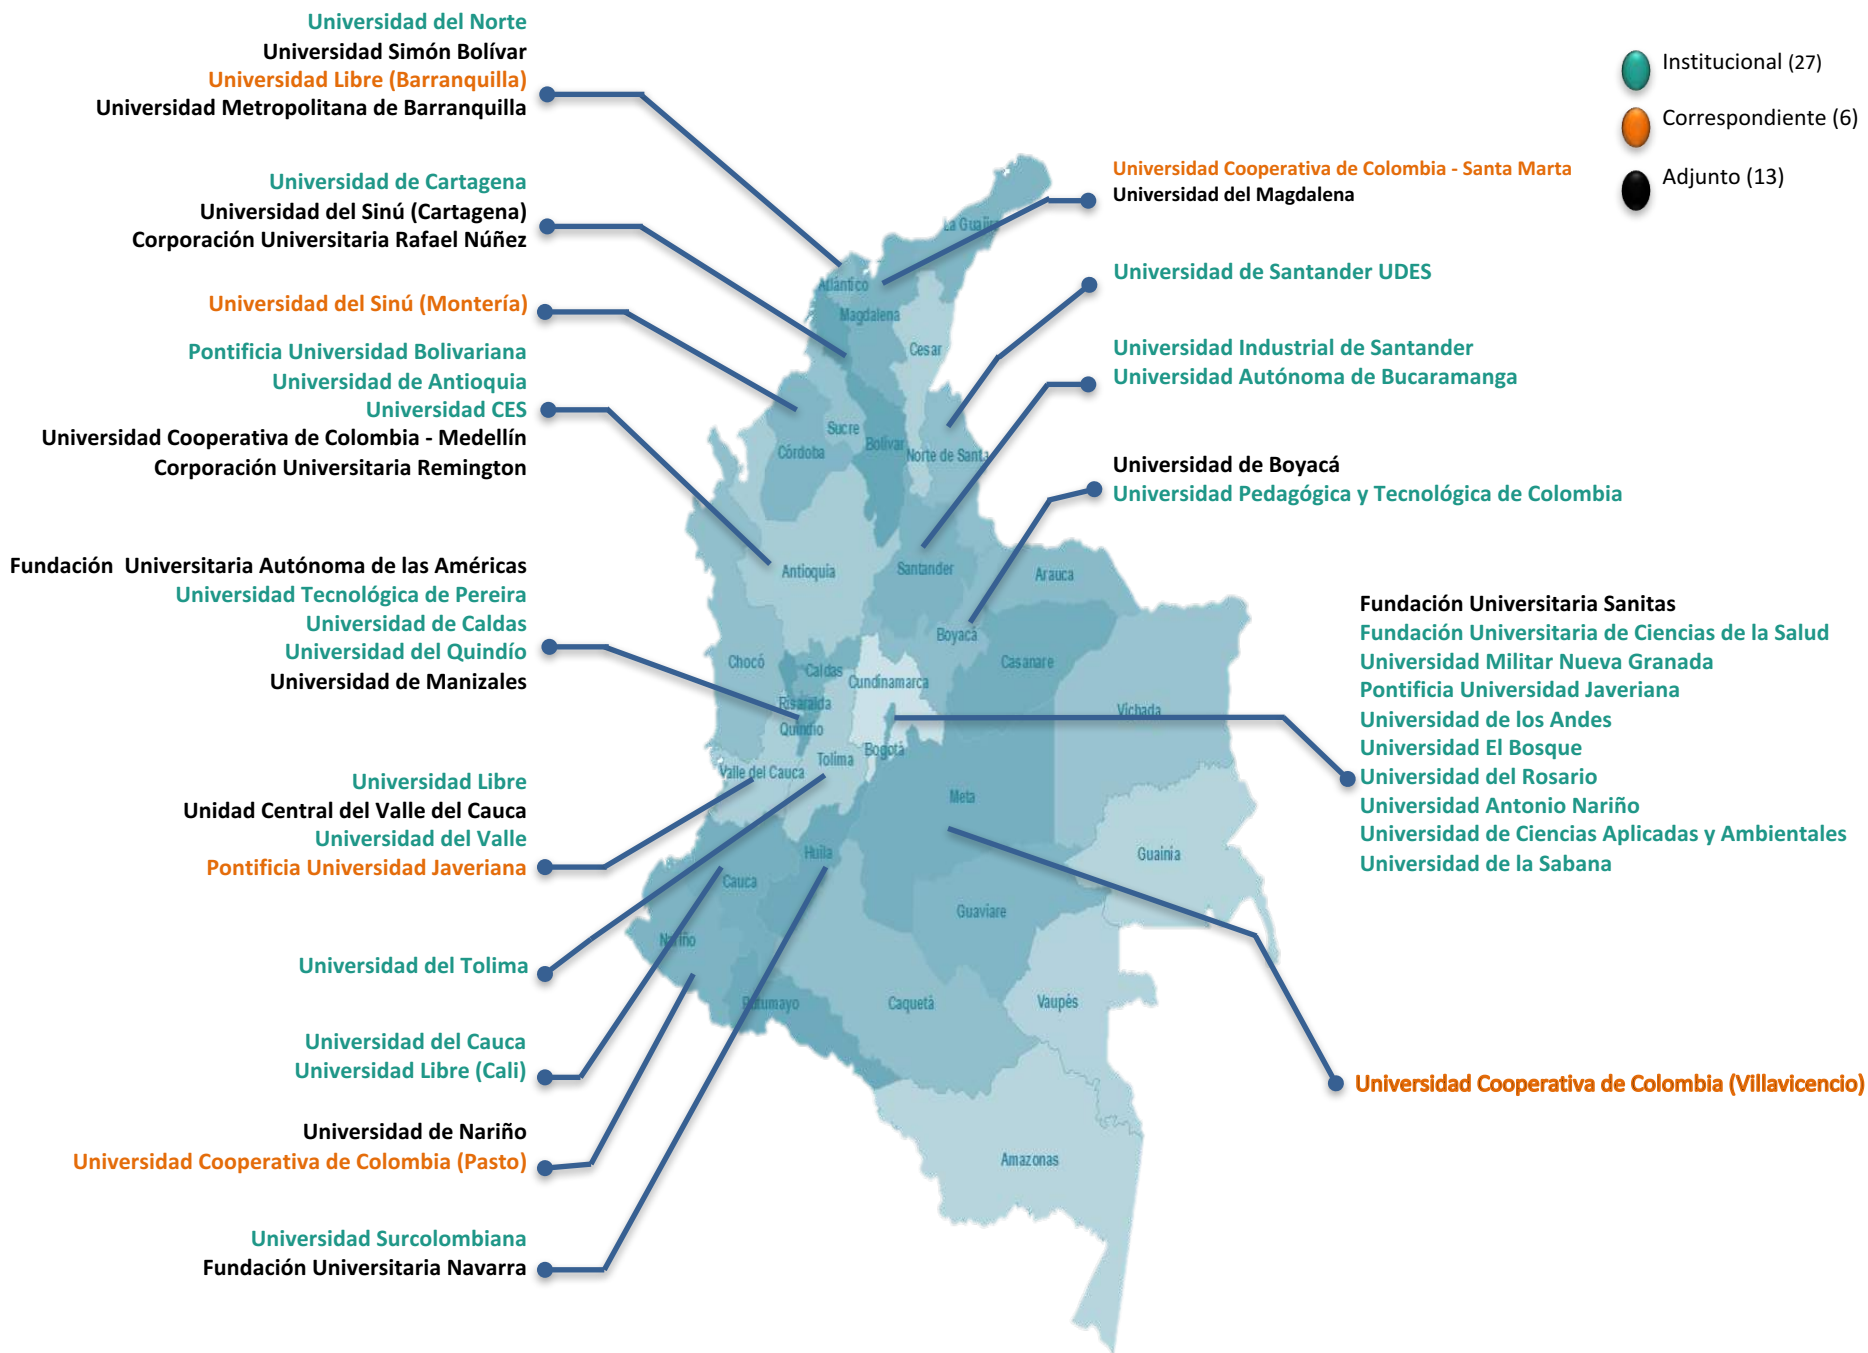 Universidad del Norte
Universidad Simón Bolívar
Universidad Libre (Barranquilla)
Universidad Metropolitana de Barranquilla
Universidad de Cartagena
Universidad del Sinú (Cartagena)
Corporación Universitaria Rafael Núñez
Universidad del Sinú (Montería)
Pontificia Universidad Bolivariana
Universidad de Antioquia
Universidad CES
Universidad Cooperativa de Colombia - Medellín
Corporación Universitaria Remington
Fundación Universitaria Autónoma de las Américas
Universidad Tecnológica de Pereira
Universidad de Caldas
Universidad del Quindío
Universidad de Manizales
Universidad Libre
Unidad Central del Valle del Cauca
Universidad del Valle
Pontificia Universidad Javeriana
Universidad del Tolima
Universidad del Cauca
Universidad Libre (Cali)
Universidad de Nariño
Universidad Cooperativa de Colombia (Pasto)
Universidad Surcolombiana
Fundación Universitaria Navarra
La Guajira
Atlántico
Magdalena
Cesar
Sucre
Bolívar
Córdoba
Norte de Santa
Antioquia
Santander
Arauca
Boyacá
Casanare
Chocó
Caldas
Cundinamarca
Risaralda
Quindío
Vichada
Bogotá
Tolima
Valle del Cauca
Meta
Huila
Guainia
Cauca
Guaviare
Nariño
Putumayo
Caquetá
Vaupés
Amazonas
Institucional (27)
Correspondiente (6)
Adjunto (13)
Universidad Cooperativa de Colombia - Santa Marta
Universidad del Magdalena
Universidad de Santander UDES
Universidad Industrial de Santander
Universidad Autónoma de Bucaramanga
Universidad de Boyacá
Universidad Pedagógica y Tecnológica de Colombia
Fundación Universitaria Sanitas
Fundación Universitaria de Ciencias de la Salud
Universidad Militar Nueva Granada
Pontificia Universidad Javeriana
Universidad de los Andes
Universidad El Bosque
Universidad del Rosario
Universidad Antonio Nariño
Universidad de Ciencias Aplicadas y Ambientales
Universidad de la Sabana
Universidad Cooperativa de Colombia (Villavicencio)